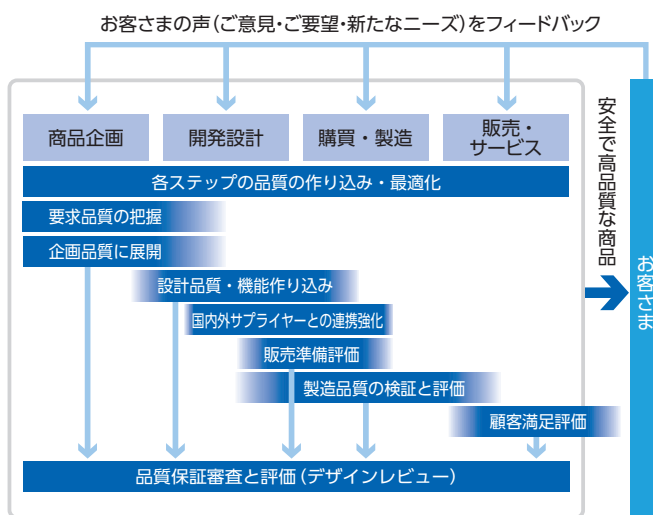 お客さまの声(ご意見・ご要望・新たなニーズ)をフィードバック
商品企画
開発設計
購買・製造
販売・
サービス
各ステップの品質の作り込み・最適化
要求品質の把握
企画品質に展開
設計品質・機能作り込み
国内外サプライヤーとの連携強化
販売準備評価
製造品質の検証と評価
顧客満足評価
品質保証審査と評価(デザインレビュー)
安全で高品質な商品
お客さま